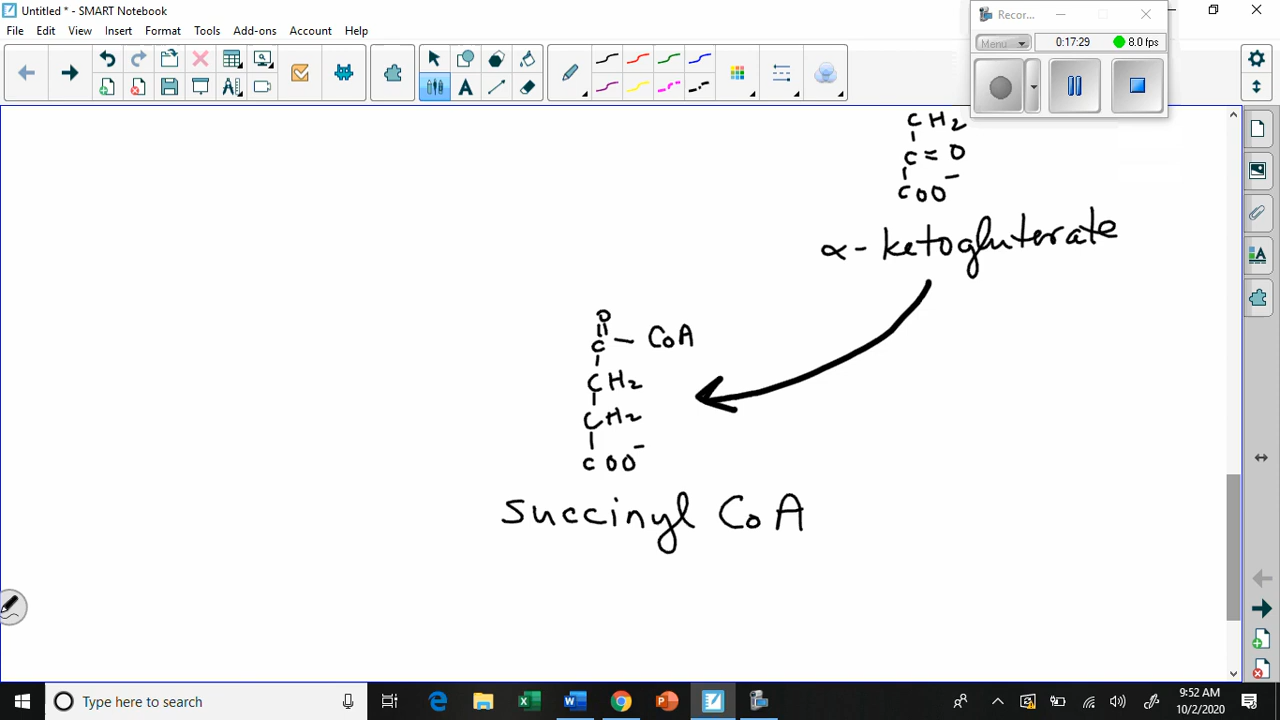 Untitled * - SMART Notebook
Recor...
File Edit View Insert Format Tools Add-ons Account Help
Menu 0:17:29 8.0 fps
CH2
C=O
COO-
α-ketogluterate
O
C - CoA
CH2
CH2
COO-
Succinyl CoA
Type here to search
9:52 AM
10/2/2020